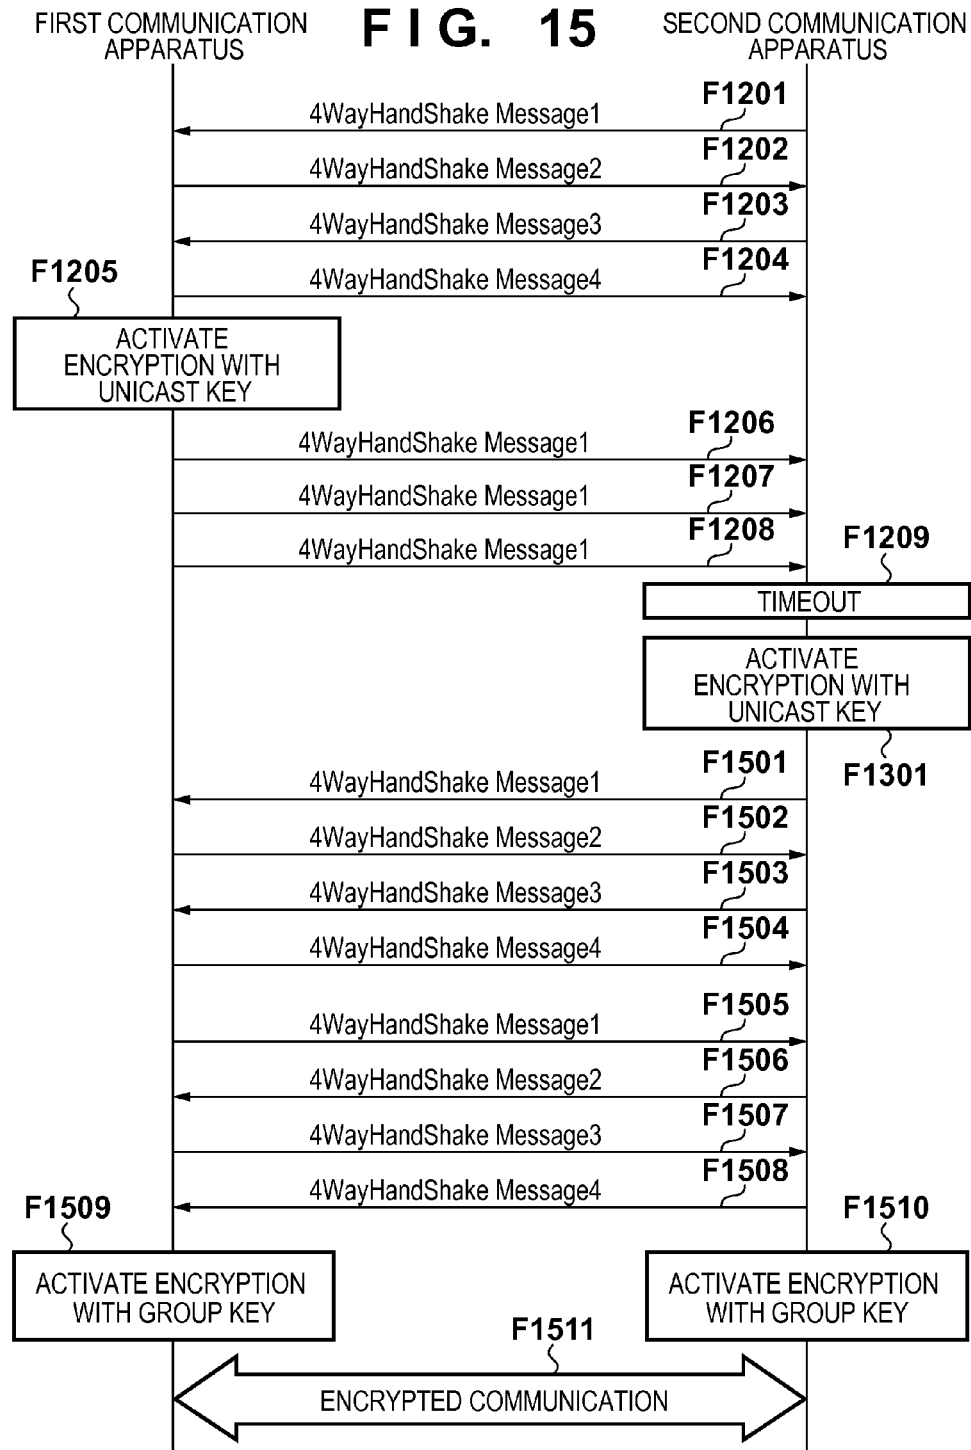 FIG. 15
FIRST COMMUNICATION
APPARATUS
SECOND COMMUNICATION
APPARATUS
F1201
4WayHandShake Message1
F1202
4WayHandShake Message2
F1203
4WayHandShake Message3
F1204
4WayHandShake Message4
F1205
ACTIVATE
ENCRYPTION WITH
UNICAST KEY
F1206
4WayHandShake Message1
F1207
4WayHandShake Message1
F1208
4WayHandShake Message1
F1209
TIMEOUT
ACTIVATE
ENCRYPTION WITH
UNICAST KEY
F1301
F1501
4WayHandShake Message1
F1502
4WayHandShake Message2
F1503
4WayHandShake Message3
F1504
4WayHandShake Message4
F1505
4WayHandShake Message1
F1506
4WayHandShake Message2
F1507
4WayHandShake Message3
F1508
4WayHandShake Message4
F1509
ACTIVATE ENCRYPTION
WITH GROUP KEY
F1510
ACTIVATE ENCRYPTION
WITH GROUP KEY
F1511
ENCRYPTED COMMUNICATION